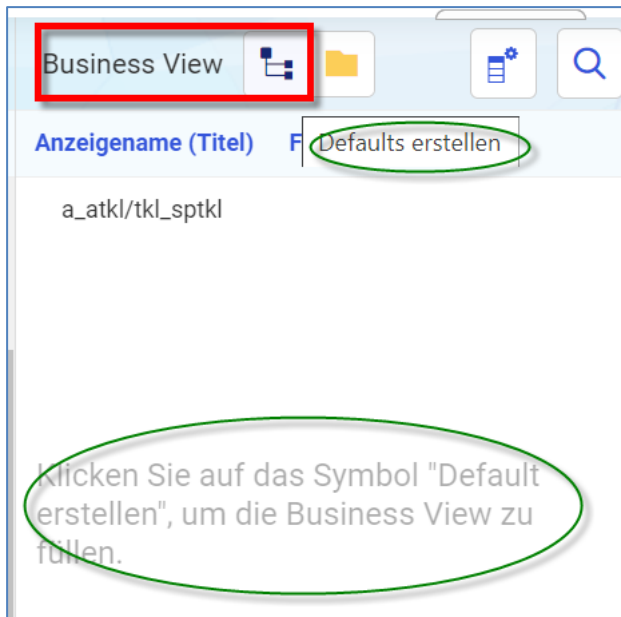 Business View
Anzeigename (Titel) F Defaults erstellen
a_atkl/tkl_sptkl
Klicken Sie auf das Symbol "Default
erstellen", um die Business View zu
füllen.